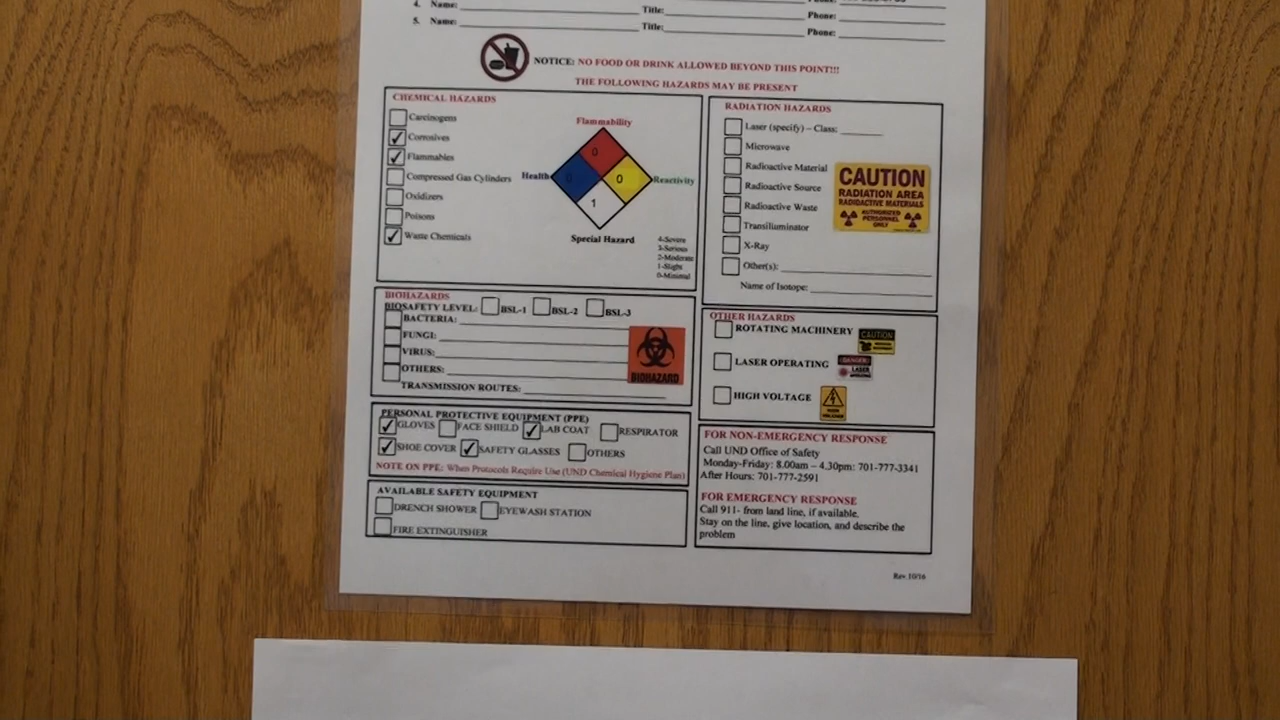 4. Name: Title: Phone:
5. Name: Title: Phone:
NOTICE: NO FOOD OR DRINK ALLOWED BEYOND THIS POINT!!!
THE FOLLOWING HAZARDS MAY BE PRESENT
CHEMICAL HAZARDS
Carcinogens
Corrosives
Flammables
Compressed Gas Cylinders
Oxidizers
Poisons
Waste Chemicals
Flammability
0
Health 0 0 Reactivity
1
Special Hazard
4-Severe
3-Serious
2-Moderate
1-Slight
0-Minimal
RADIATION HAZARDS
Laser (specify) – Class:
Microwave
Radioactive Material
Radioactive Source
Radioactive Waste
Transilluminator
X-Ray
Other(s):
Name of Isotope:
CAUTION
RADIATION AREA
RADIOACTIVE MATERIALS
AUTHORIZED
PERSONNEL
ONLY
BIOHAZARDS
BIOSAFETY LEVEL: BSL-1 BSL-2 BSL-3
BACTERIA:
FUNGI:
VIRUS:
OTHERS:
TRANSMISSION ROUTES:
BIOHAZARD
OTHER HAZARDS
ROTATING MACHINERY
CAUTION
LASER OPERATING
DANGER
LASER
HIGH VOLTAGE
PERSONAL PROTECTIVE EQUIPMENT (PPE)
GLOVES FACE SHIELD LAB COAT RESPIRATOR
SHOE COVER SAFETY GLASSES OTHERS
NOTE ON PPE: When Protocols Require Use (UND Chemical Hygiene Plan)
AVAILABLE SAFETY EQUIPMENT
DRENCH SHOWER EYEWASH STATION
FIRE EXTINGUISHER
FOR NON-EMERGENCY RESPONSE
Call UND Office of Safety
Monday-Friday: 8.00am – 4.30pm: 701-777-3341
After Hours: 701-777-2591
FOR EMERGENCY RESPONSE
Call 911- from land line, if available.
Stay on the line, give location, and describe the
problem
Rev.10/16